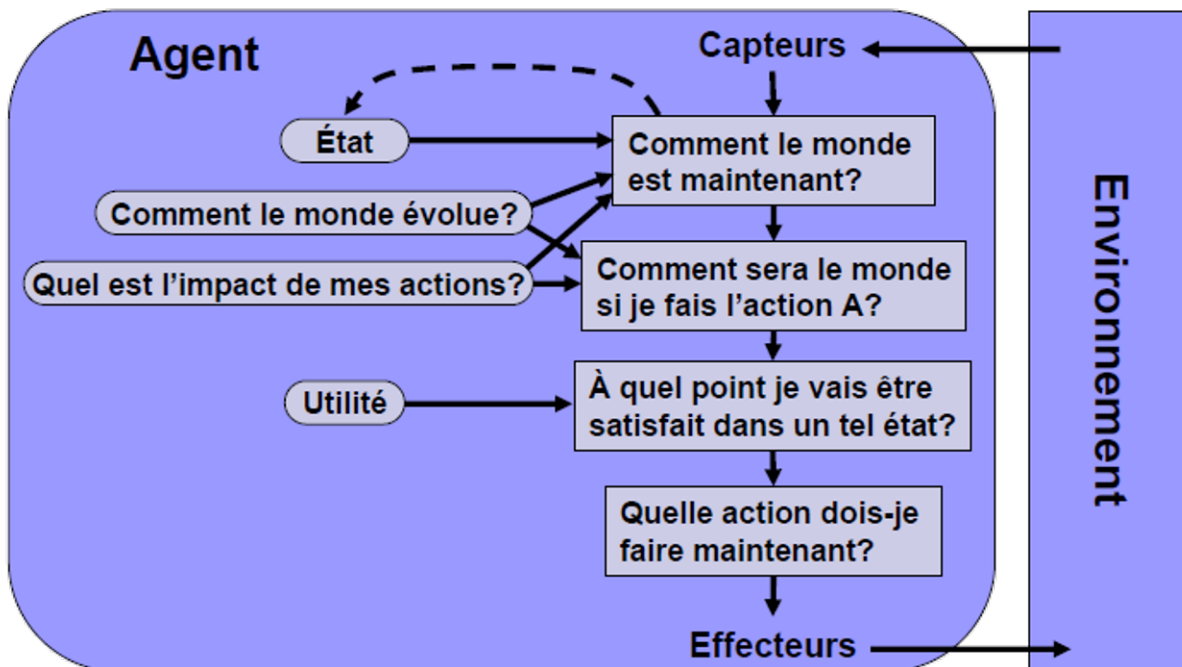 Agent
Capteurs
État
Comment le monde
est maintenant?
Comment le monde évolue?
Quel est l'impact de mes actions?
Comment sera le monde
si je fais l'action A?
Utilité
À quel point je vais être
satisfait dans un tel état?
Quelle action dois-je
faire maintenant?
Effecteurs
Environnement